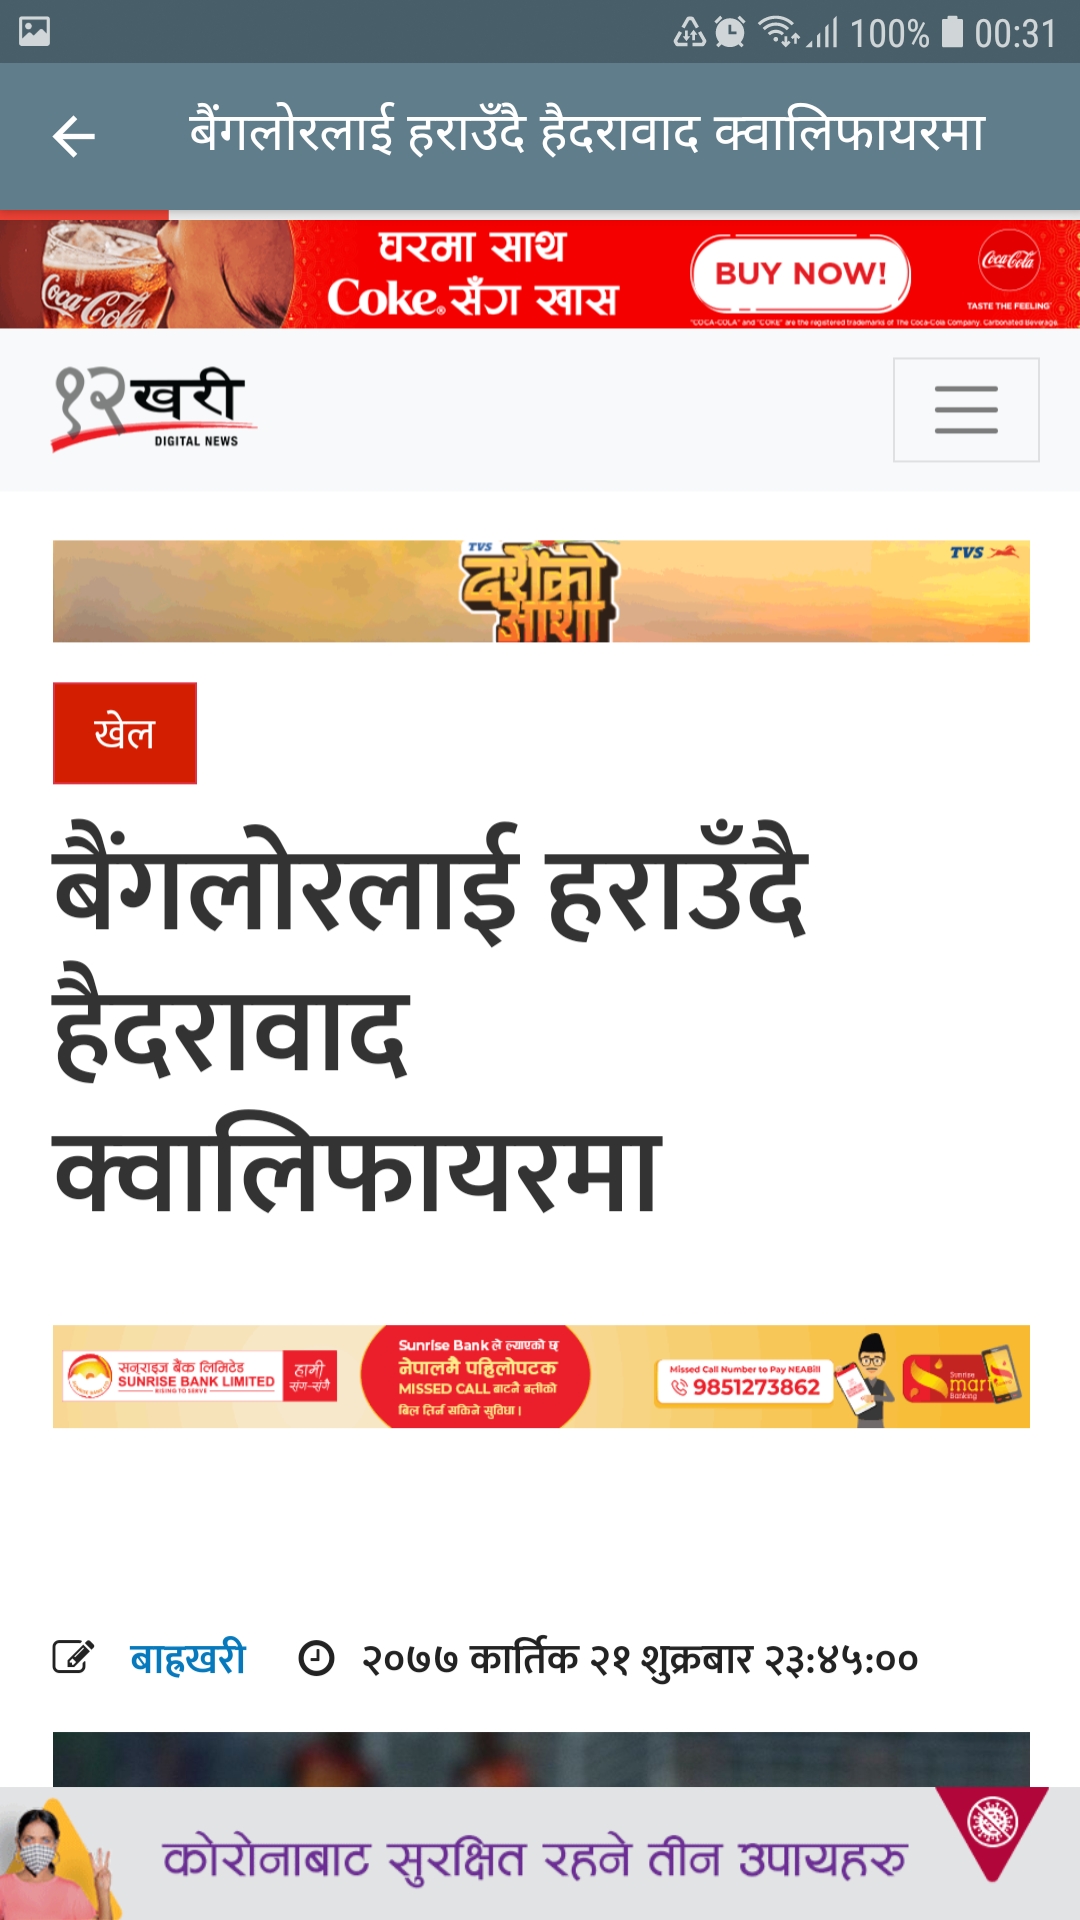 100% 00:31
बैंगलोरलाई हराउँदै हैदरावाद क्वालिफायरमा
Coca-Cola
घरमा साथ
Coke. सँग खास
BUY NOW!
Coca-Cola
TASTE THE FEELING
"COCA-COLA" and "COKE" are the registered trademarks of The Coca-Cola Company. Carbonated Beverage.
१२खरी
DIGITAL NEWS
TVS
दशैंको
आशा
TVS
खेल
बैंगलोरलाई हराउँदै
हैदरावाद
क्वालिफायरमा
सनराइज बैंक लिमिटेड
SUNRISE BANK LIMITED
RISING TO SERVE
हामी
संग-संगै
Sunrise Bank ले ल्याएको छ
नेपालमै पहिलोपटक
MISSED CALL बाटनै बत्तीको
बिल तिर्न सकिने सुविधा।
Missed Call Number to Pay NEABill
9851273862
Sunrise
Smart
Banking
बाह्रखरी २०७७ कार्तिक २१ शुक्रबार २३:४५:००
कोरोनाबाट सुरक्षित रहने तीन उपायहरु